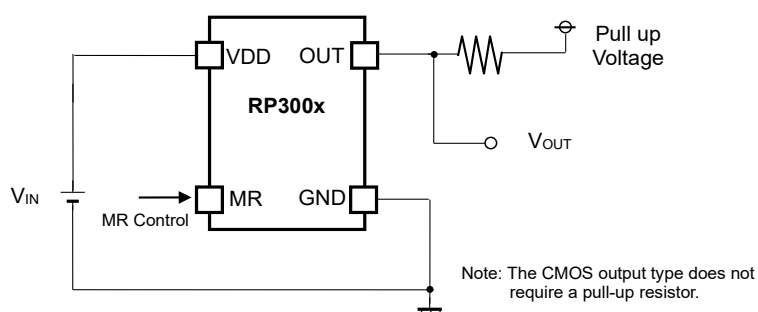 Pull up
Voltage
VDD
OUT
RP300x
VOUT
VIN
MR
GND
MR Control
Note: The CMOS output type does not
require a pull-up resistor.